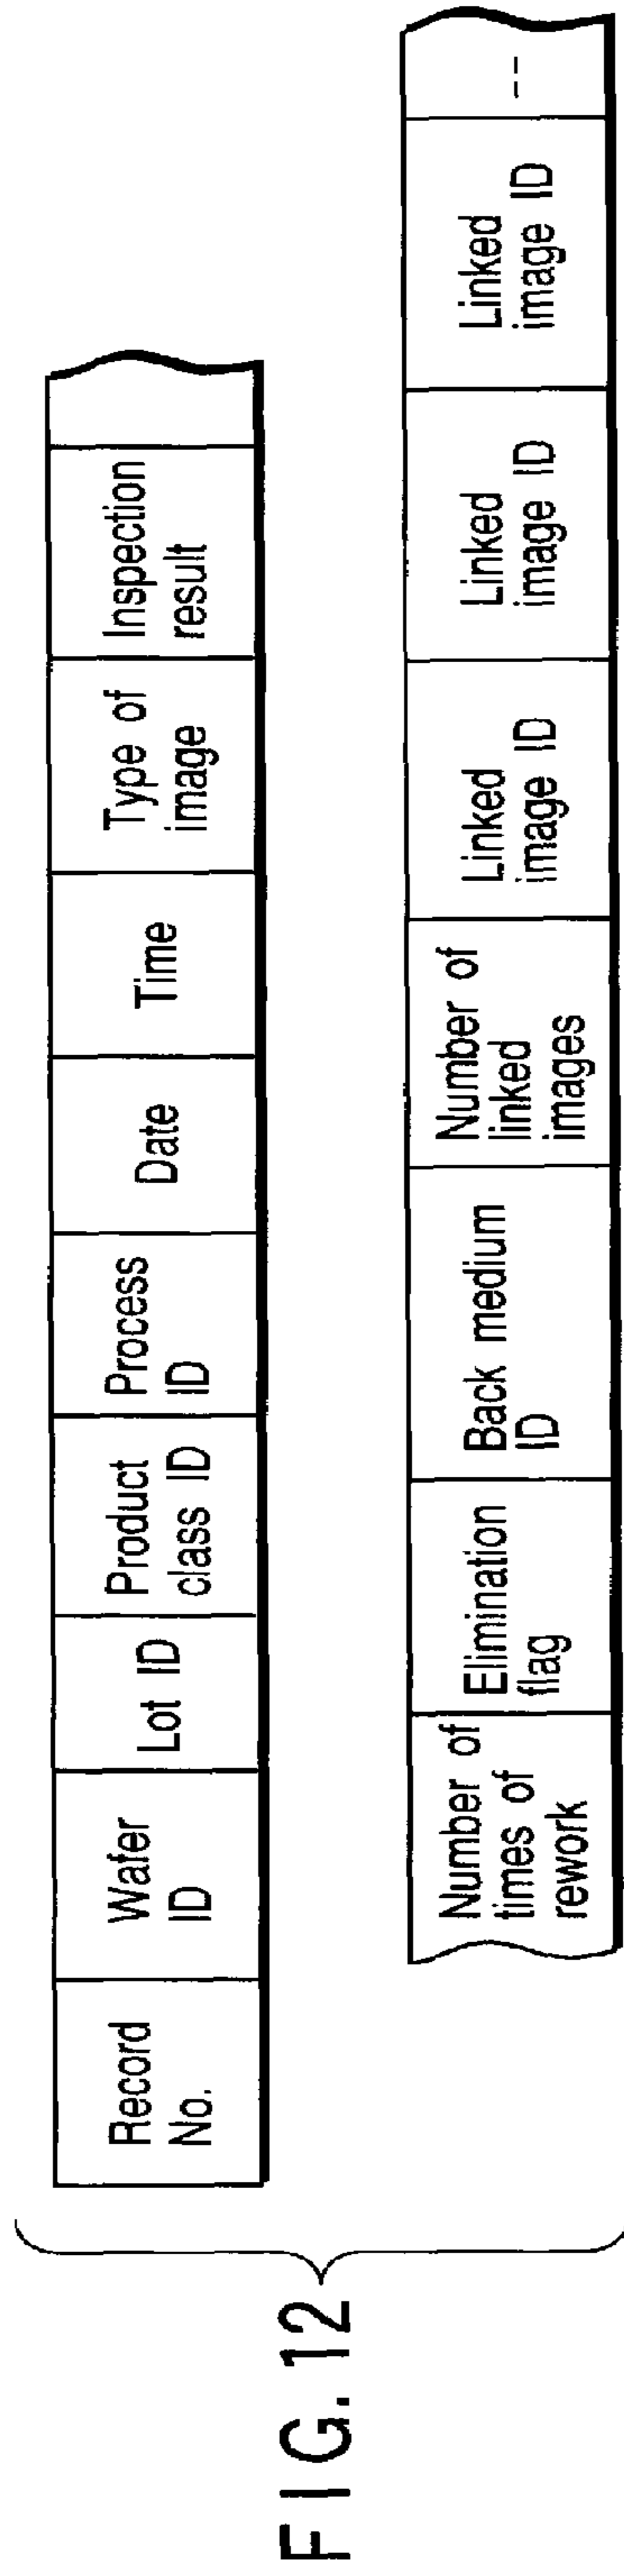 FIG. 12
Record
No.
Wafer
ID
Lot ID
Product
class ID
Process
ID
Date
Time
Type of
image
Inspection
result
Number of
times of
rework
Elimination
flag
Back medium
ID
Number of
linked
images
Linked
image ID
Linked
image ID
Linked
image ID
--